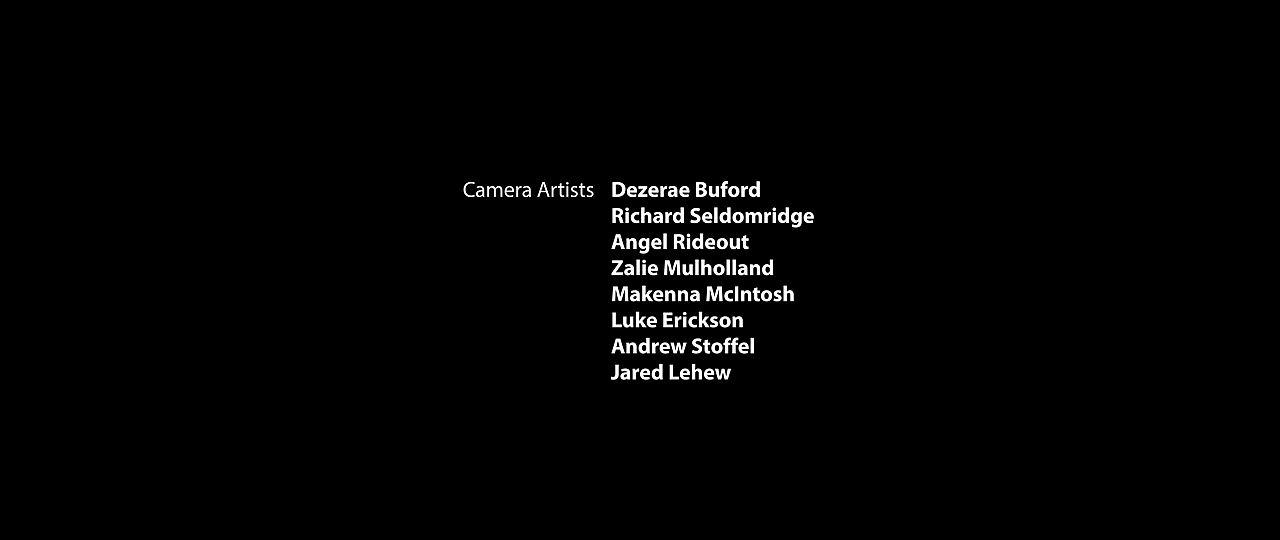 Camera Artists Dezerae Buford
Richard Seldomridge
Angel Rideout
Zalie Mulholland
Makenna McIntosh
Luke Erickson
Andrew Stoffel
Jared Lehew